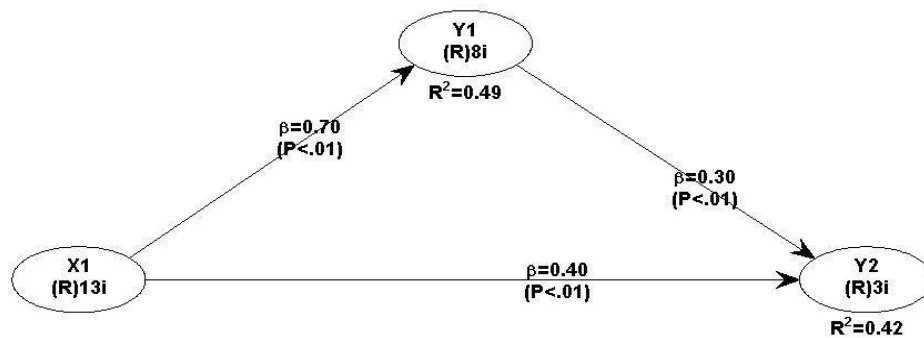 Y1
(R)8i
R²=0.49
β=0.70
(P<.01)
β=0.30
(P<.01)
X1
(R)13i
β=0.40
(P<.01)
Y2
(R)3i
R²=0.42